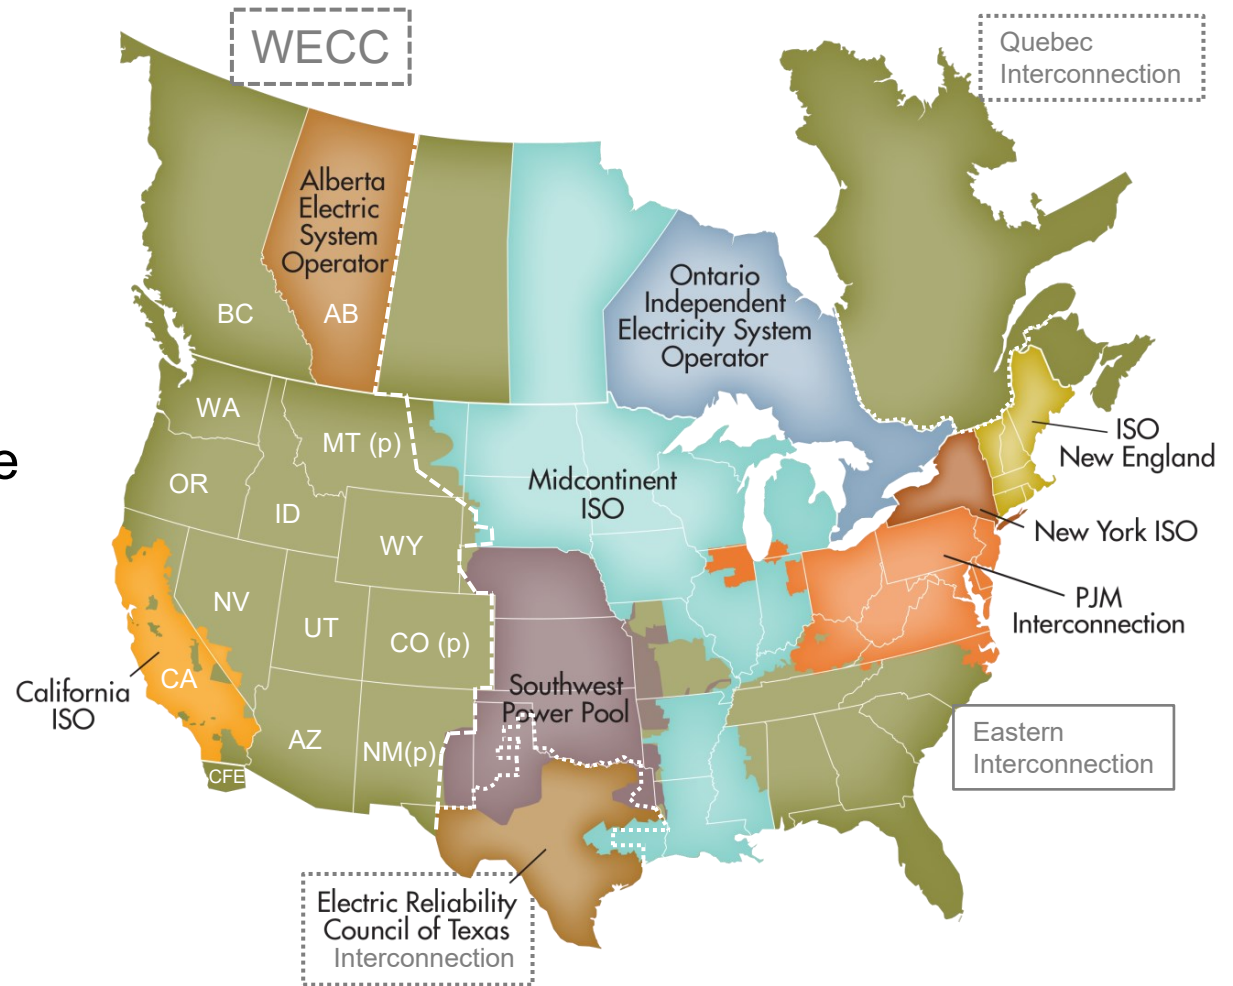 WECC
Quebec
Interconnection
Alberta
Electric
System
Operator
BC
AB
Ontario
Independent
Electricity System
Operator
WA
MT (p)
OR
ID
WY
Midcontinent
ISO
ISO
New England
New York ISO
PJM
Interconnection
e
NV
UT
CO (p)
CA
California
ISO
Southwest
Power Pool
AZ
NM(p)
CFE
Eastern
Interconnection
Electric Reliability
Council of Texas
Interconnection